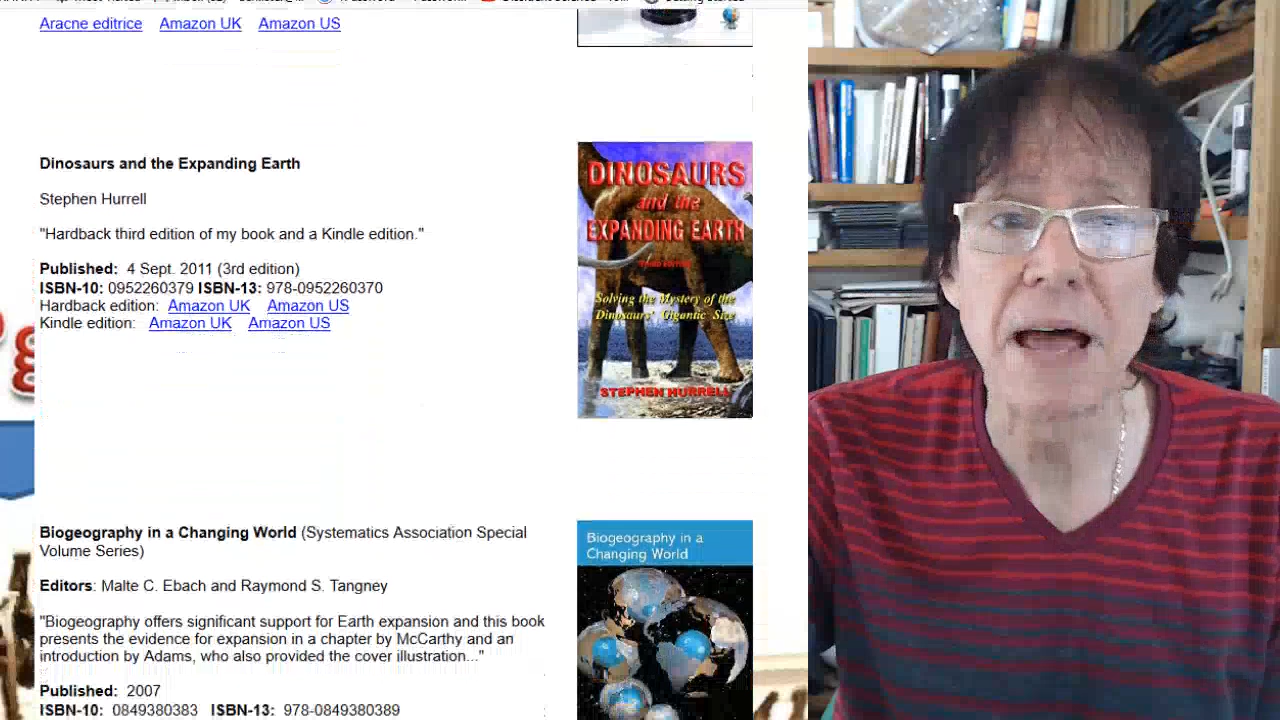 Aracne editrice Amazon UK Amazon US
Dinosaurs and the Expanding Earth
Stephen Hurrell
"Hardback third edition of my book and a Kindle edition."
Published: 4 Sept. 2011 (3rd edition)
ISBN-10: 0952260379 ISBN-13: 978-0952260370
Hardback edition: Amazon UK Amazon US
Kindle edition: Amazon UK Amazon US
DINOSAURS
and the
EXPANDING EARTH
THIRD EDITION
Solving the Mystery of the
Dinosaurs' Gigantic Size
STEPHEN HURRELL
Biogeography in a Changing World (Systematics Association Special
Volume Series)
Editors: Malte C. Ebach and Raymond S. Tangney
"Biogeography offers significant support for Earth expansion and this book
presents the evidence for expansion in a chapter by McCarthy and an
introduction by Adams, who also provided the cover illustration..."
Published: 2007
ISBN-10: 0849380383 ISBN-13: 978-0849380389
Biogeography in a
Changing World